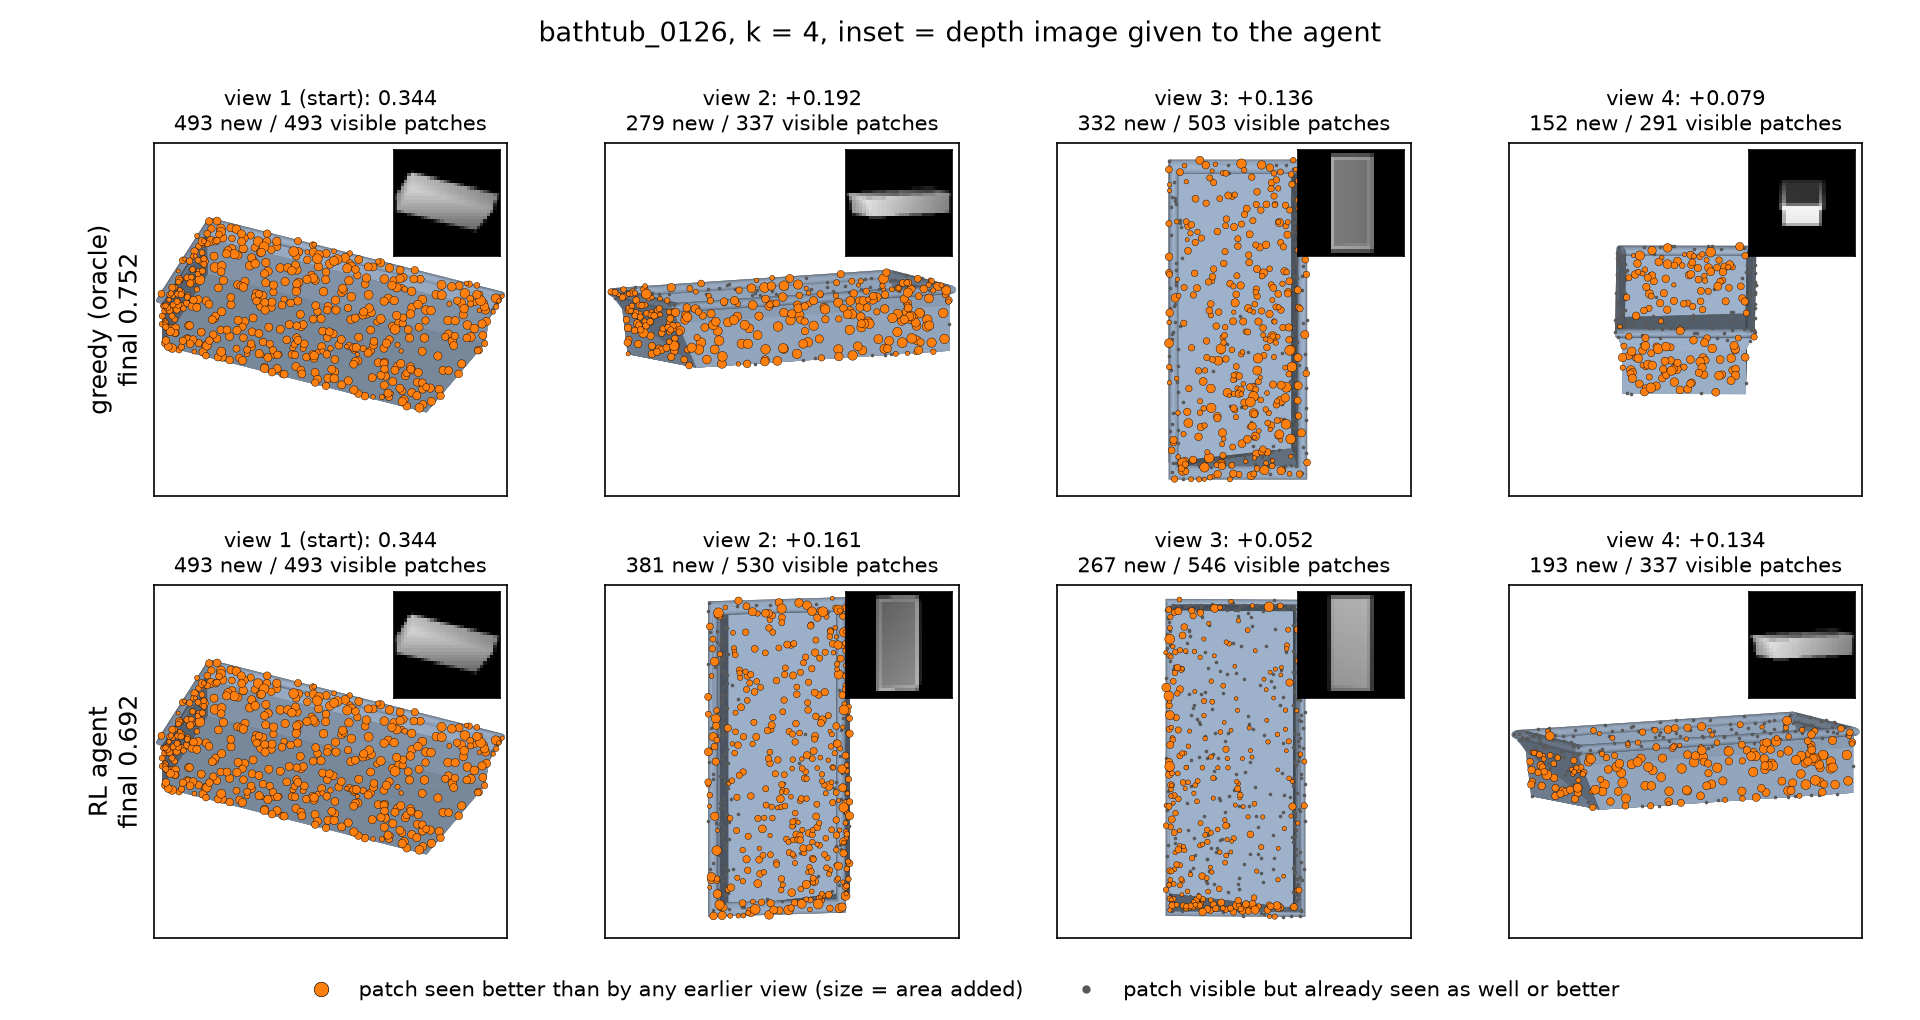 bathtub_0126, k = 4, inset = depth image given to the agent
view 1 (start): 0.344
493 new / 493 visible patches
view 2: +0.192
279 new / 337 visible patches
view 3: +0.136
332 new / 503 visible patches
view 4: +0.079
152 new / 291 visible patches
greedy (oracle)
final 0.752
view 1 (start): 0.344
493 new / 493 visible patches
view 2: +0.161
381 new / 530 visible patches
view 3: +0.052
267 new / 546 visible patches
view 4: +0.134
193 new / 337 visible patches
RL agent
final 0.692
patch seen better than by any earlier view (size = area added)
patch visible but already seen as well or better